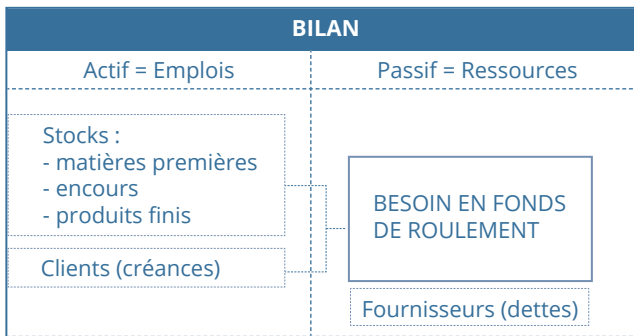 BILAN
Actif = Emplois
Passif = Ressources
Stocks :
- matières premières
- encours
- produits finis
Clients (créances)
BESOIN EN FONDS
DE ROULEMENT
Fournisseurs (dettes)